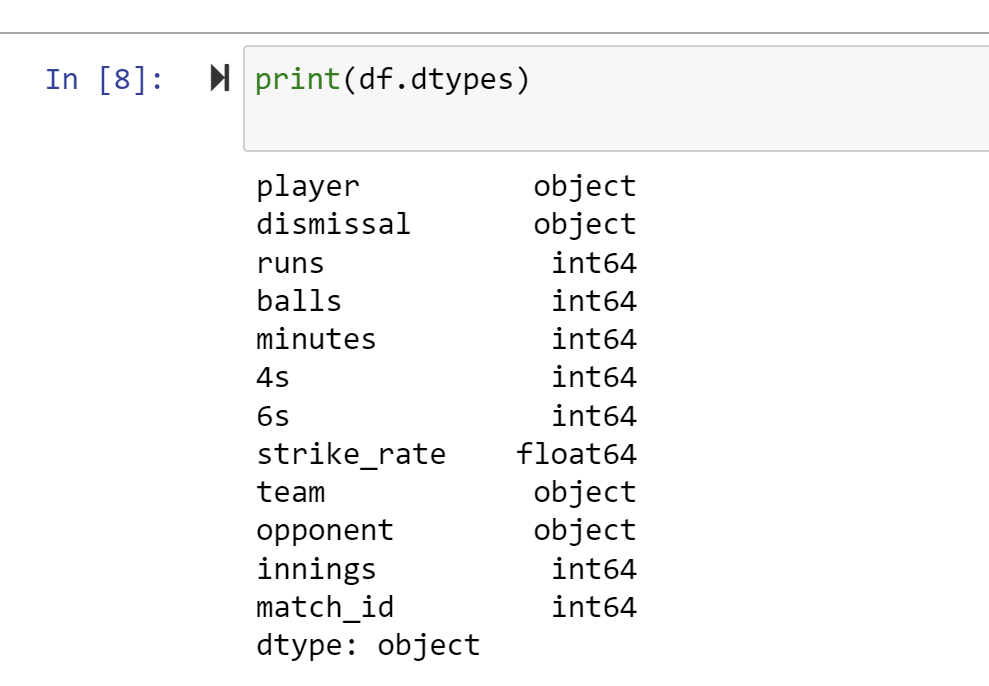 In [8]: print(df.dtypes)
player object
dismissal object
runs int64
balls int64
minutes int64
4s int64
6s int64
strike_rate float64
team object
opponent object
innings int64
match_id int64
dtype: object